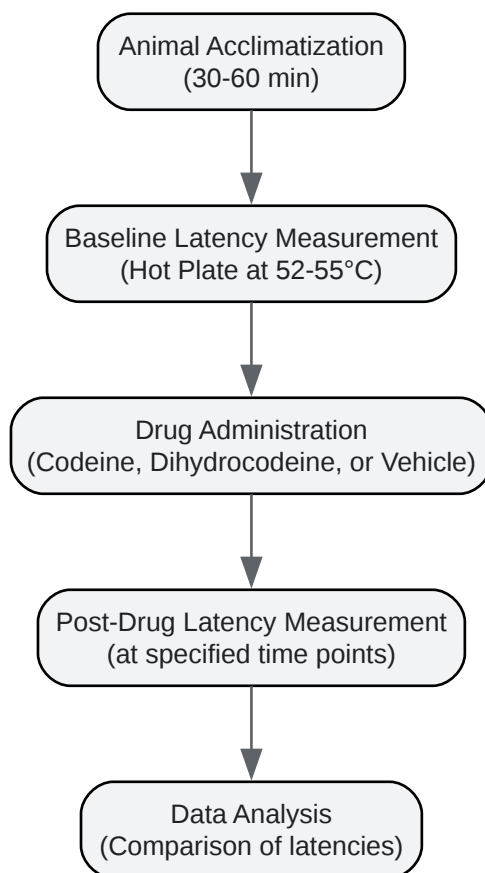 Animal Acclimatization
(30-60 min)
Baseline Latency Measurement
(Hot Plate at 52-55°C)
Drug Administration
(Codeine, Dihydrocodeine, or Vehicle)
Post-Drug Latency Measurement
(at specified time points)
Data Analysis
(Comparison of latencies)